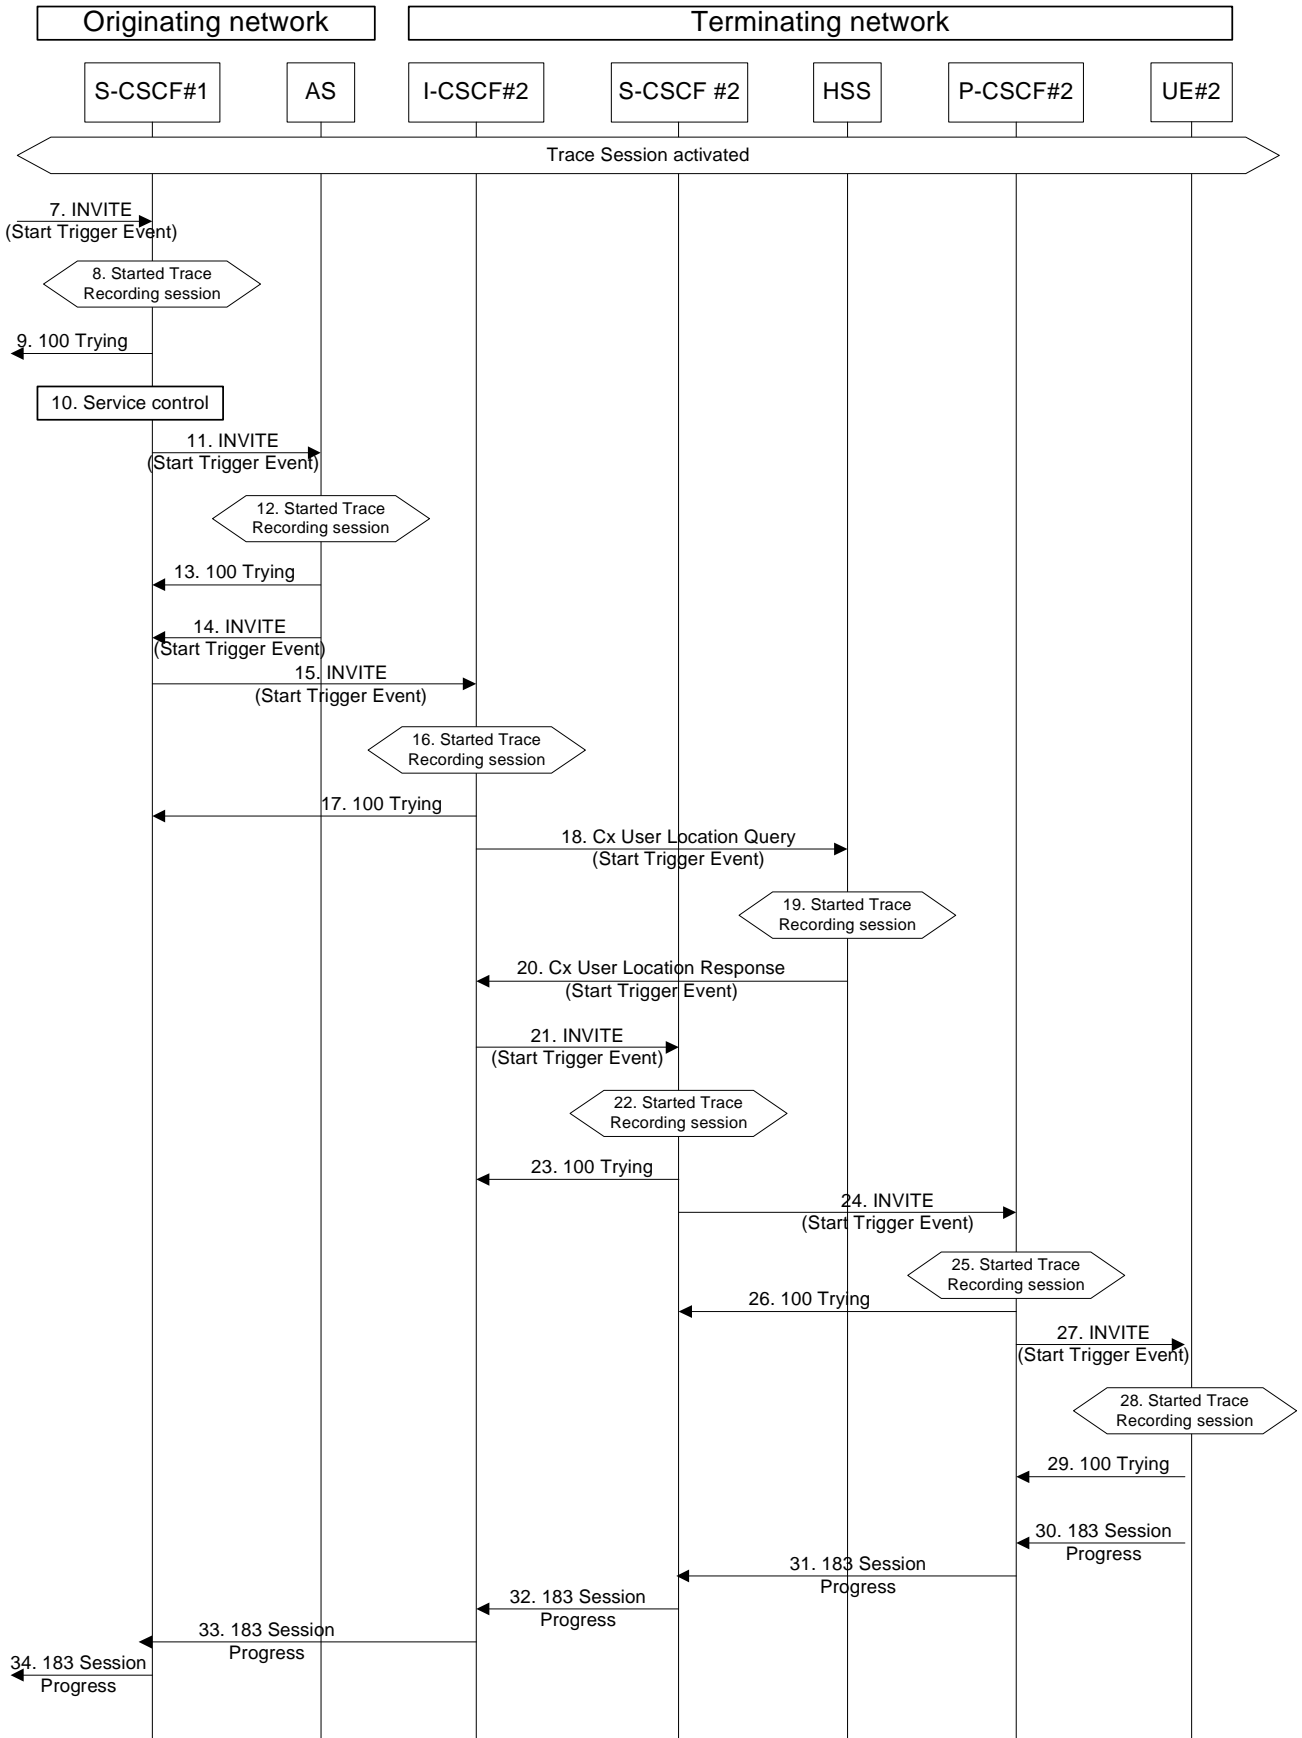 Originating network
Terminating network
S-CSCF#1
AS
I-CSCF#2
S-CSCF #2
HSS
P-CSCF#2
UE#2
Trace Session activated
7. INVITE
(Start Trigger Event)
8. Started Trace
Recording session
9. 100 Trying
10. Service control
11. INVITE
(Start Trigger Event)
12. Started Trace
Recording session
13. 100 Trying
14. INVITE
(Start Trigger Event)
15. INVITE
(Start Trigger Event)
16. Started Trace
Recording session
17. 100 Trying
18. Cx User Location Query
(Start Trigger Event)
19. Started Trace
Recording session
20. Cx User Location Response
(Start Trigger Event)
21. INVITE
(Start Trigger Event)
22. Started Trace
Recording session
23. 100 Trying
24. INVITE
(Start Trigger Event)
25. Started Trace
Recording session
26. 100 Trying
27. INVITE
(Start Trigger Event)
28. Started Trace
Recording session
29. 100 Trying
30. 183 Session
Progress
31. 183 Session
Progress
32. 183 Session
Progress
33. 183 Session
Progress
34. 183 Session
Progress